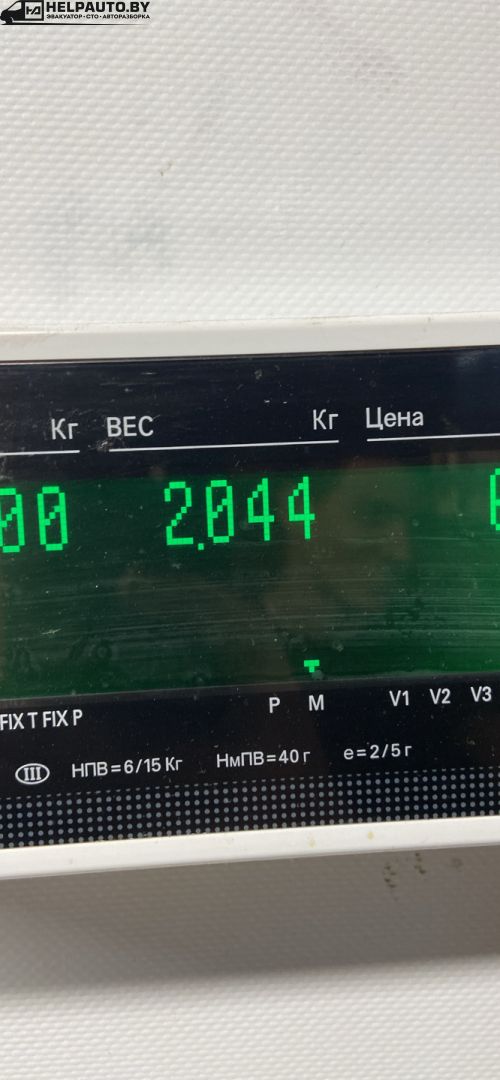 HELPAUTO.BY
ЭВАКУАТОР · СТО · АВТОРАЗБОРКА
Кг ВЕС Кг Цена
00 2.044
P M V1 V2 V3
FIX T FIX P
III НПВ=6/15 Кг НмПВ=40 г e=2/5 г